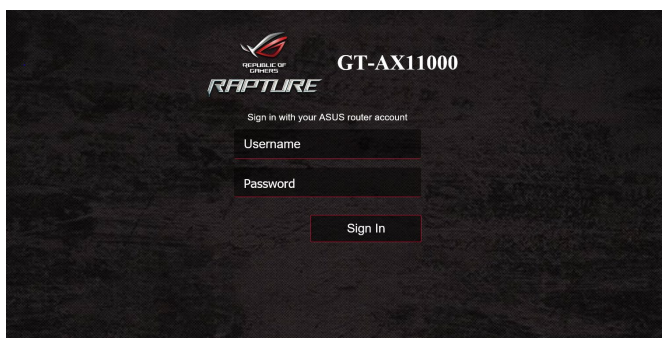 REPUBLIC OF
GAMERS
RAPTURE
GT-AX11000
Sign in with your ASUS router account
Username
Password
Sign In